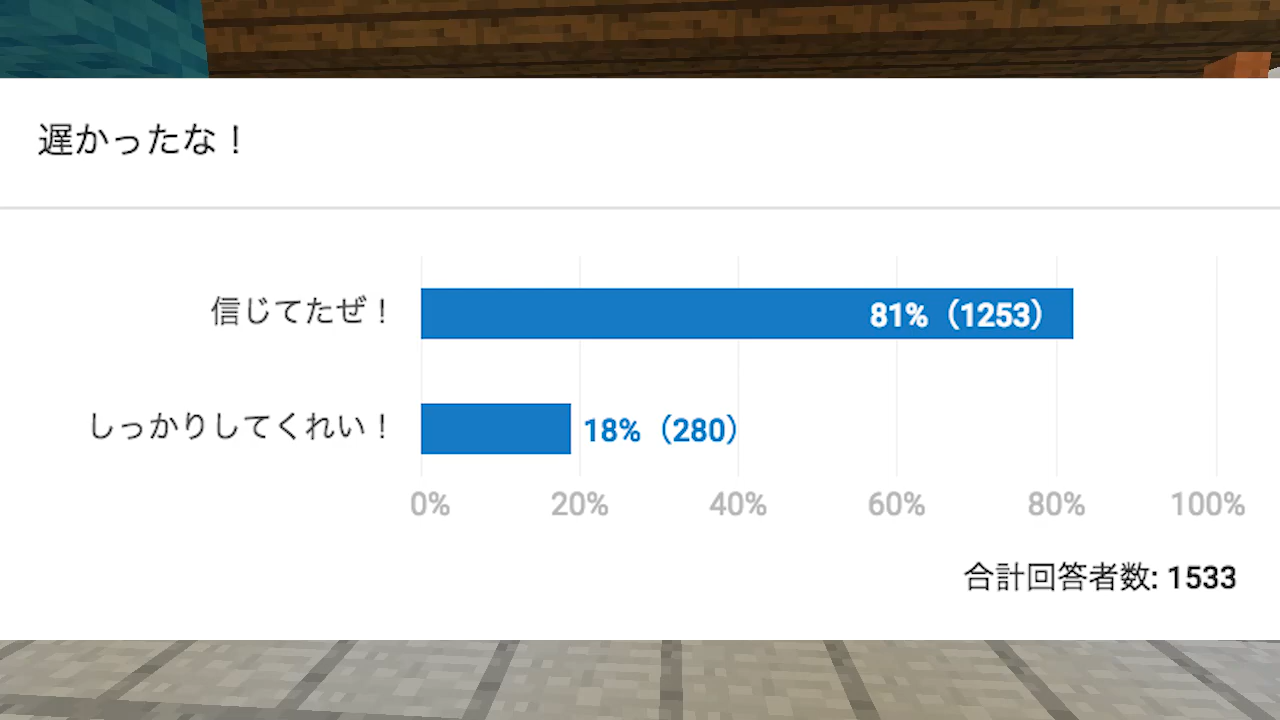 遅かったな！
信じてたぜ！ 81%（1253）
しっかりしてくれい！ 18%（280）
0% 20% 40% 60% 80% 100%
合計回答者数: 1533